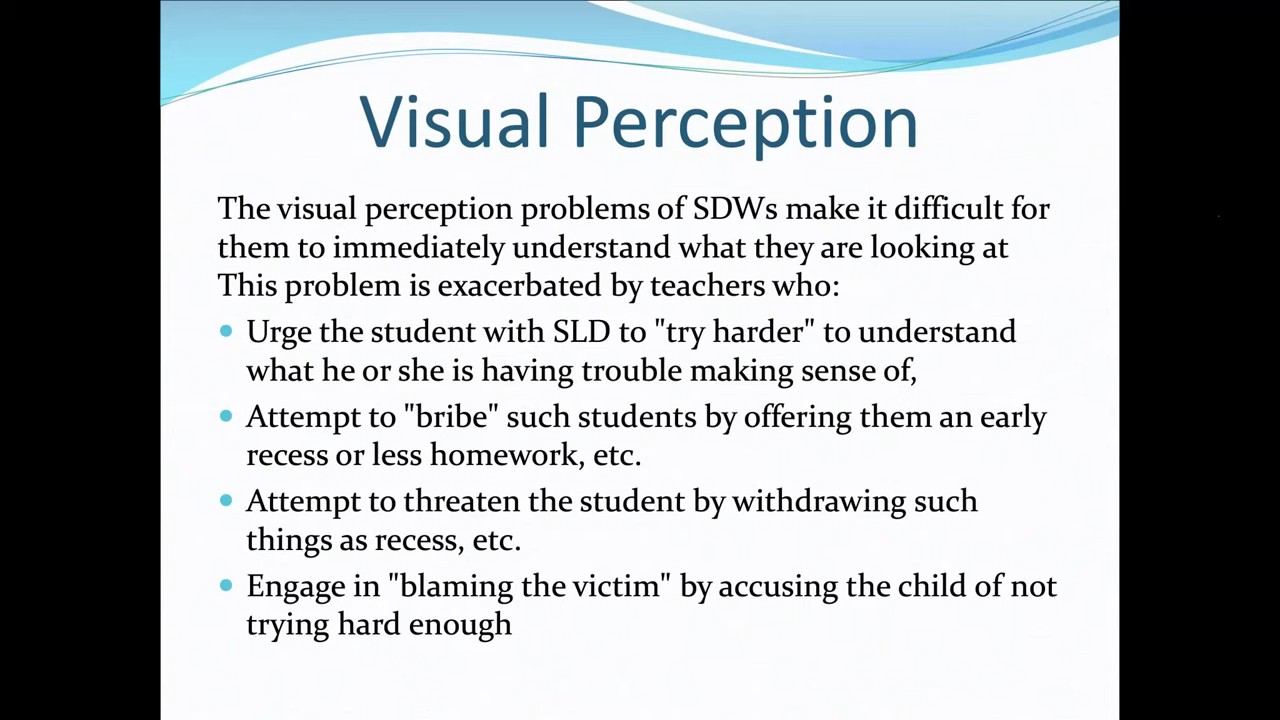 Visual Perception
The visual perception problems of SDWs make it difficult for
them to immediately understand what they are looking at
This problem is exacerbated by teachers who:
• Urge the student with SLD to "try harder" to understand
what he or she is having trouble making sense of,
• Attempt to "bribe" such students by offering them an early
recess or less homework, etc.
• Attempt to threaten the student by withdrawing such
things as recess, etc.
• Engage in "blaming the victim" by accusing the child of not
trying hard enough